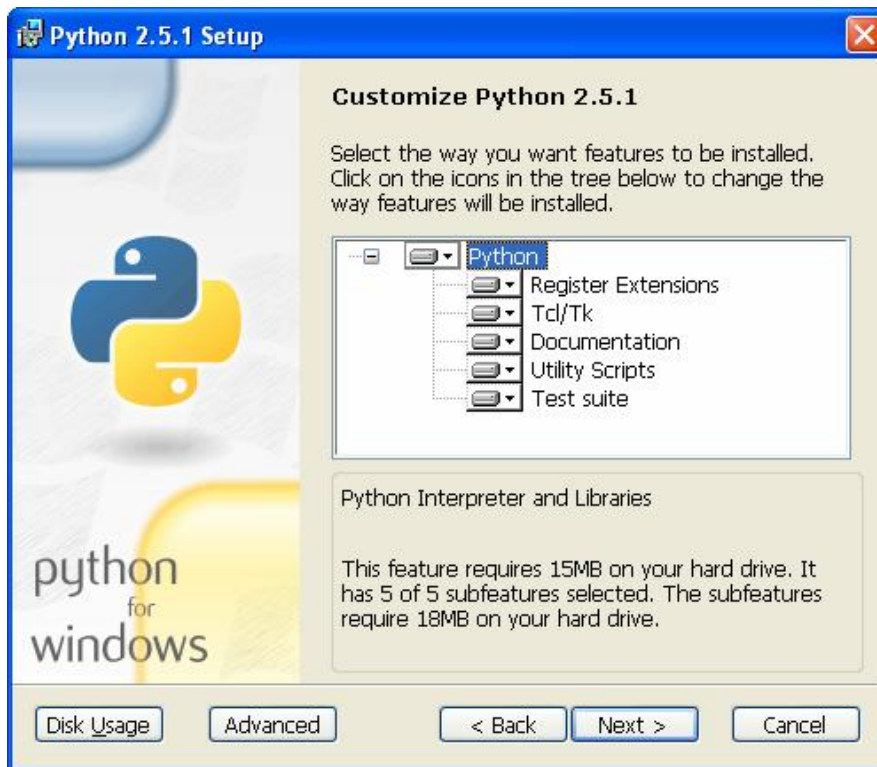 Python 2.5.1 Setup
Customize Python 2.5.1
Select the way you want features to be installed.
Click on the icons in the tree below to change the
way features will be installed.
Python
Register Extensions
Tcl/Tk
Documentation
Utility Scripts
Test suite
Python Interpreter and Libraries
This feature requires 15MB on your hard drive. It
has 5 of 5 subfeatures selected. The subfeatures
require 18MB on your hard drive.
python
for
windows
Disk Usage
Advanced
< Back
Next >
Cancel